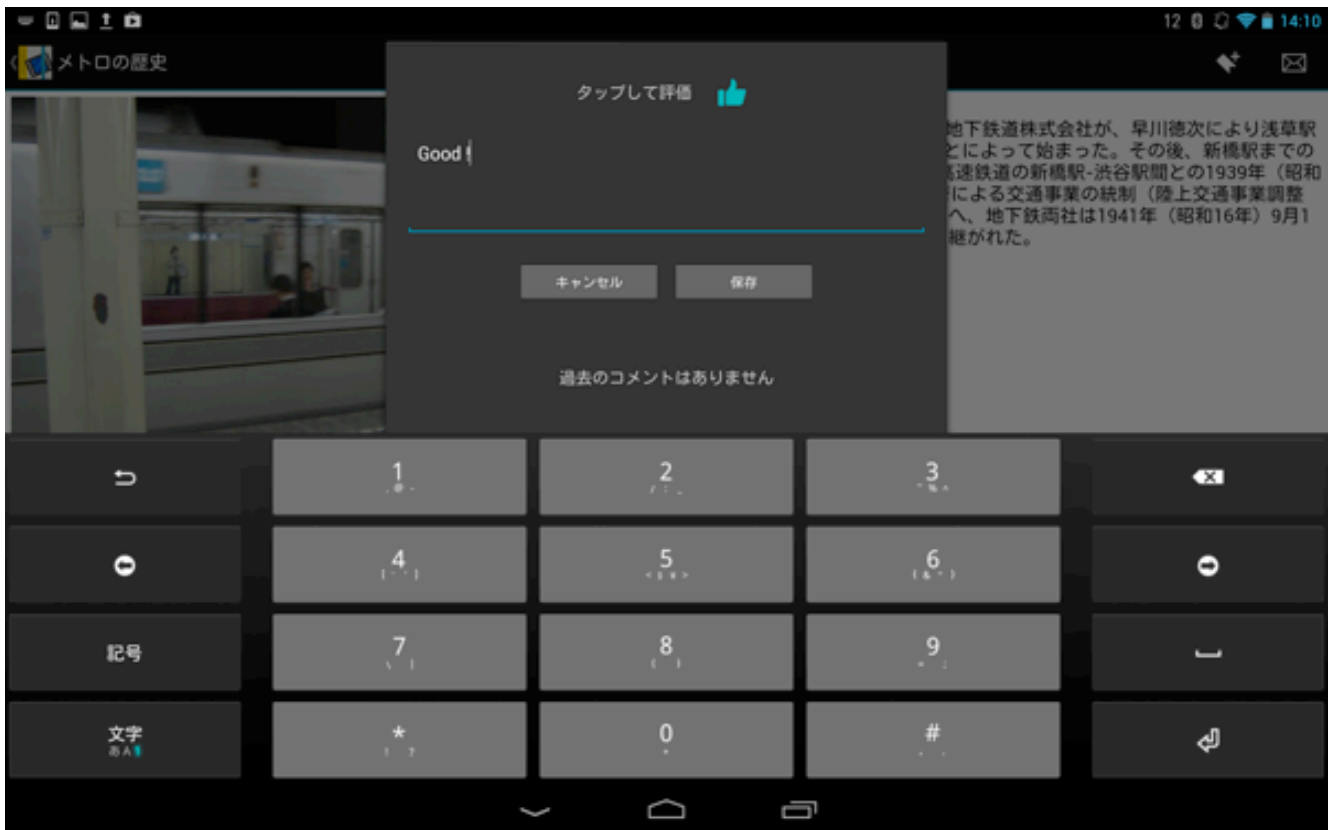 12 14:10
メトロの歴史
タップして評価
Good !
地下鉄道株式会社が、早川徳次により浅草駅
とによって始まった。その後、新橋駅までの
高速鉄道の新橋駅-渋谷駅間との1939年（昭和
による交通事業の統制（陸上交通事業調整
へ、地下鉄両社は1941年（昭和16年）9月1
継がれた。
キャンセル 保存
過去のコメントはありません
1 2 3
4 5 6
記号 7 8 9
文字 * 0 #
あA1 ! ?